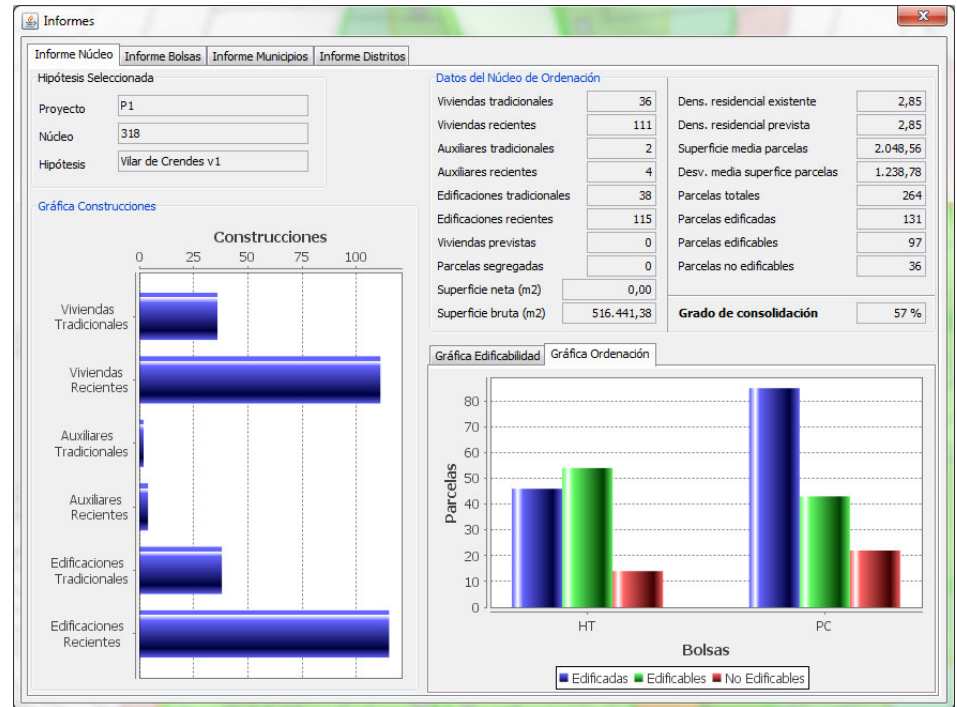 Informes
Informe Núcleo Informe Bolsas Informe Municipios Informe Distritos
Hipótesis Seleccionada
Proyecto P1
Núcleo 318
Hipótesis Vilar de Crendes v1
Gráfica Construcciones
Construcciones
0 25 50 75 100
Viviendas
Tradicionales
Viviendas
Recientes
Auxiliares
Tradicionales
Auxiliares
Recientes
Edificaciones
Tradicionales
Edificaciones
Recientes
Datos del Núcleo de Ordenación
Viviendas tradicionales 36
Viviendas recientes 111
Auxiliares tradicionales 2
Auxiliares recientes 4
Edificaciones tradicionales 38
Edificaciones recientes 115
Viviendas previstas 0
Parcelas segregadas 0
Superficie neta (m2) 0,00
Superficie bruta (m2) 516.441,38
Dens. residencial existente 2,85
Dens. residencial prevista 2,85
Superficie media parcelas 2.048,56
Desv. media superfice parcelas 1.238,78
Parcelas totales 264
Parcelas edificadas 131
Parcelas edificables 97
Parcelas no edificables 36
Grado de consolidación 57 %
Gráfica Edificabilidad Gráfica Ordenación
Parcelas
80
70
60
50
40
30
20
10
0
HT PC
Bolsas
Edificadas Edificables No Edificables